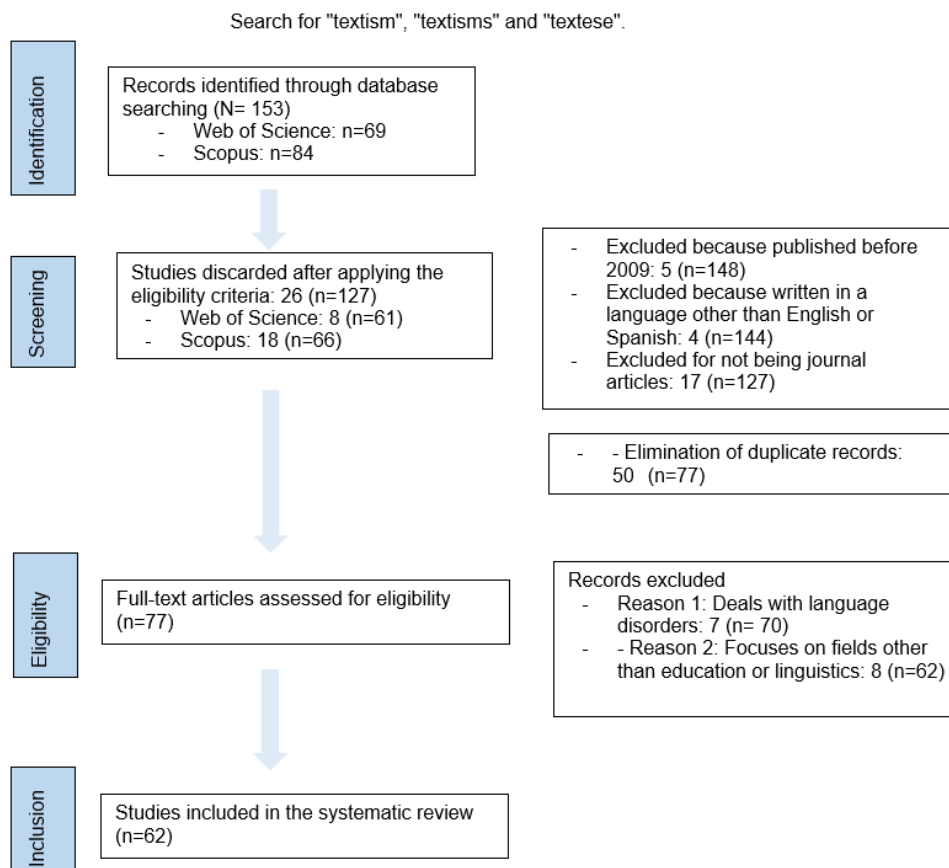 Search for "textism", "textisms" and "textese".
Identification
Records identified through database
searching (N= 153)
- Web of Science: n=69
- Scopus: n=84
Screening
Studies discarded after applying the
eligibility criteria: 26 (n=127)
- Web of Science: 8 (n=61)
- Scopus: 18 (n=66)
- Excluded because published before
2009: 5 (n=148)
- Excluded because written in a
language other than English or
Spanish: 4 (n=144)
- Excluded for not being journal
articles: 17 (n=127)
- - Elimination of duplicate records:
50 (n=77)
Eligibility
Full-text articles assessed for eligibility
(n=77)
Records excluded
- Reason 1: Deals with language
disorders: 7 (n= 70)
- - Reason 2: Focuses on fields other
than education or linguistics: 8 (n=62)
Inclusion
Studies included in the systematic review
(n=62)